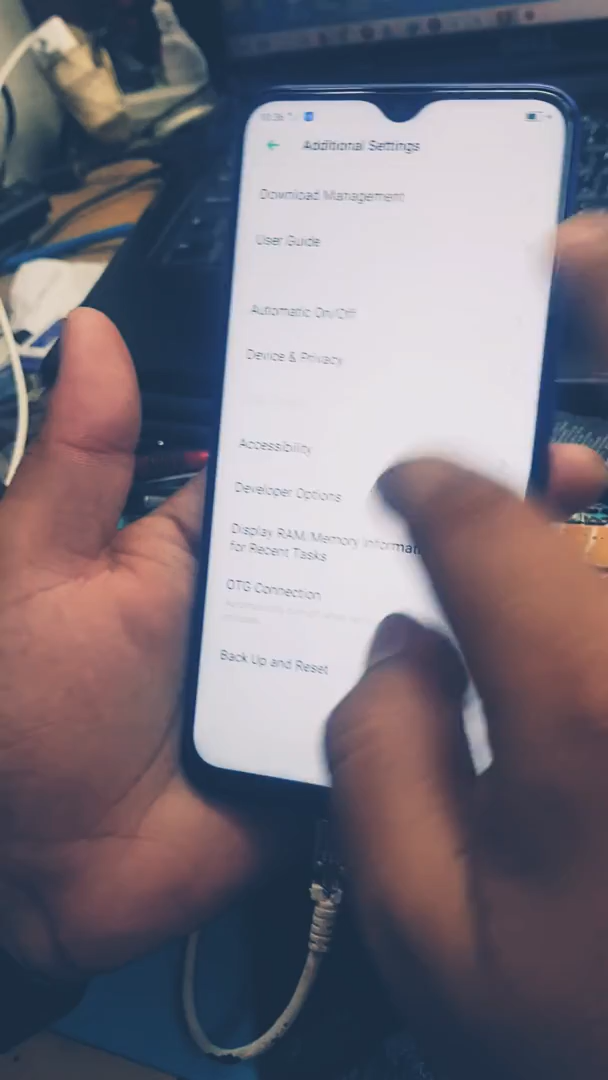 Additional Settings
Download Management
User Guide
Automatic On/Off
Device & Privacy
Accessibility
Developer Options
Display RAM/Memory Informat
for Recent Tasks
OTG Connection
Back Up and Reset